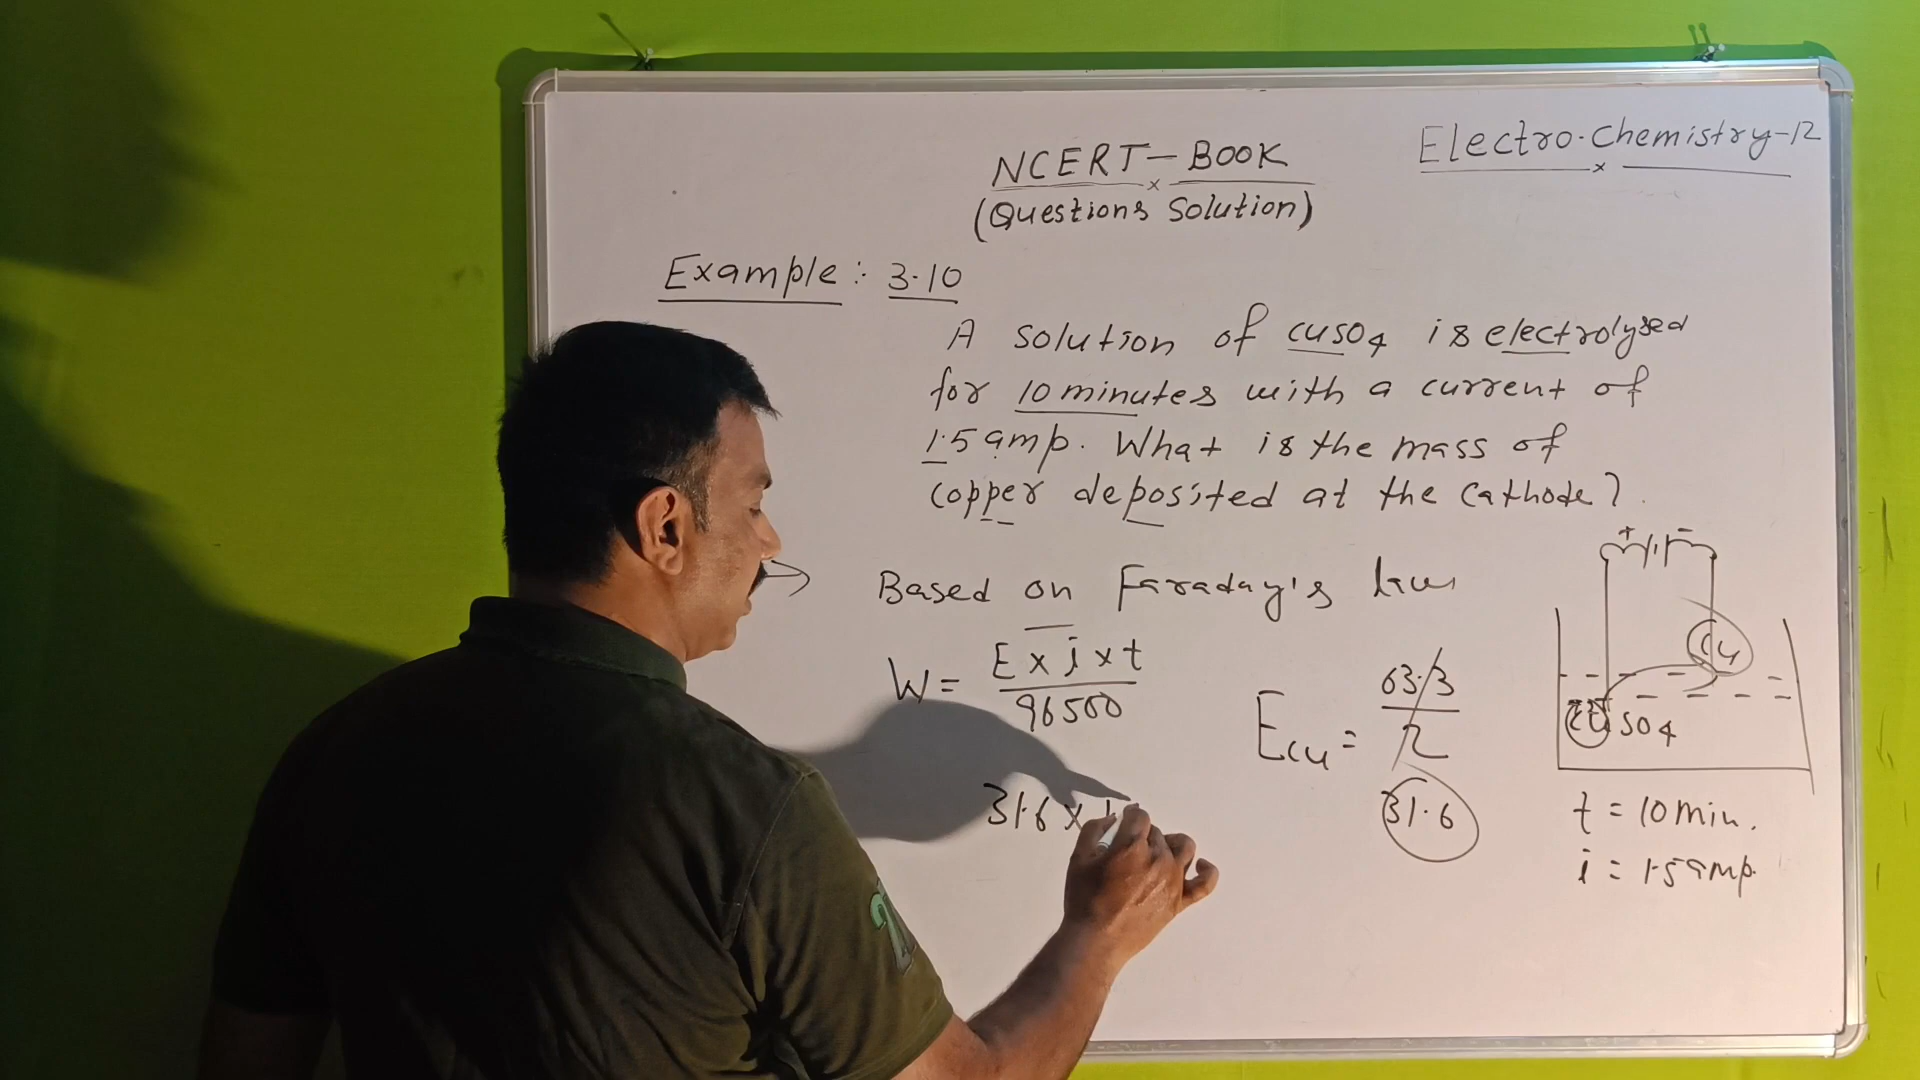 Electro·Chemistry-12
NCERT-BOOK
(Questions Solution)
Example: 3·10
A solution of CuSO4 is electrolysed
for 10 minutes with a current of
1·5 amp. What is the mass of
copper deposited at the cathode?
Based on Faraday's law
W = E x i x t
96500
ECu = 63·3
2
31·6
31·6 x
+ -
Cu
SO4
t = 10 min.
i = 1·5 amp.